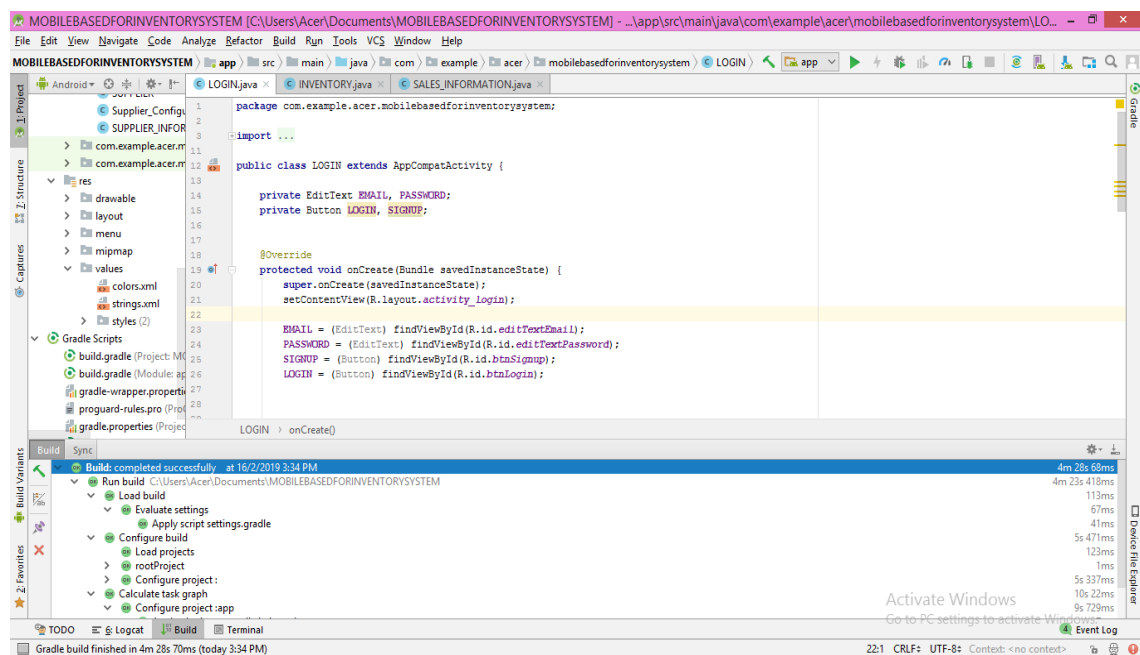 MOBILEBASEDFORINVENTORYSYSTEM [C:\Users\Acer\Documents\MOBILEBASEDFORINVENTORYSYSTEM] - ...\app\src\main\java\com\example\acer\mobilebasedforinventorysystem\LO...
File Edit View Navigate Code Analyze Refactor Build Run Tools VCS Window Help
MOBILEBASEDFORINVENTORYSYSTEM app src main java com example acer mobilebasedforinventorysystem LOGIN app
Android LOGIN.java INVENTORY.java SALES_INFORMATION.java
1: Project
Z: Structure
Captures
Build Variants
2: Favorites
Gradle
Device File Explorer
SUPPLIER
Supplier_Configu
SUPPLIER_INFOR
com.example.acer.m
com.example.acer.m
res
drawable
layout
menu
mipmap
values
colors.xml
strings.xml
styles (2)
Gradle Scripts
build.gradle (Project: MO
build.gradle (Module: ap
gradle-wrapper.properti
proguard-rules.pro (Pro
gradle.properties (Projec
1 package com.example.acer.mobilebasedforinventorysystem;
2
3 import ...
11
12 public class LOGIN extends AppCompatActivity {
13
14 private EditText EMAIL, PASSWORD;
15 private Button LOGIN, SIGNUP;
16
17
18 @Override
19 protected void onCreate(Bundle savedInstanceState) {
20 super.onCreate(savedInstanceState);
21 setContentView(R.layout.activity_login);
22
23 EMAIL = (EditText) findViewById(R.id.editTextEmail);
24 PASSWORD = (EditText) findViewById(R.id.editTextPassword);
25 SIGNUP = (Button) findViewById(R.id.btnSignup);
26 LOGIN = (Button) findViewById(R.id.btnLogin);
27
28
LOGIN > onCreate()
Build Sync
Build: completed successfully at 16/2/2019 3:34 PM 4m 28s 68ms
Run build C:\Users\Acer\Documents\MOBILEBASEDFORINVENTORYSYSTEM 4m 23s 418ms
Load build 113ms
Evaluate settings 67ms
Apply script settings.gradle 41ms
Configure build 5s 471ms
Load projects 123ms
rootProject 1ms
Configure project : 5s 337ms
Calculate task graph 10s 22ms
Configure project :app 9s 729ms
Activate Windows
Go to PC settings to activate Windows.
TODO 6: Logcat Build Terminal 4 Event Log
Gradle build finished in 4m 28s 70ms (today 3:34 PM) 22:1 CRLF UTF-8 Context: <no context>